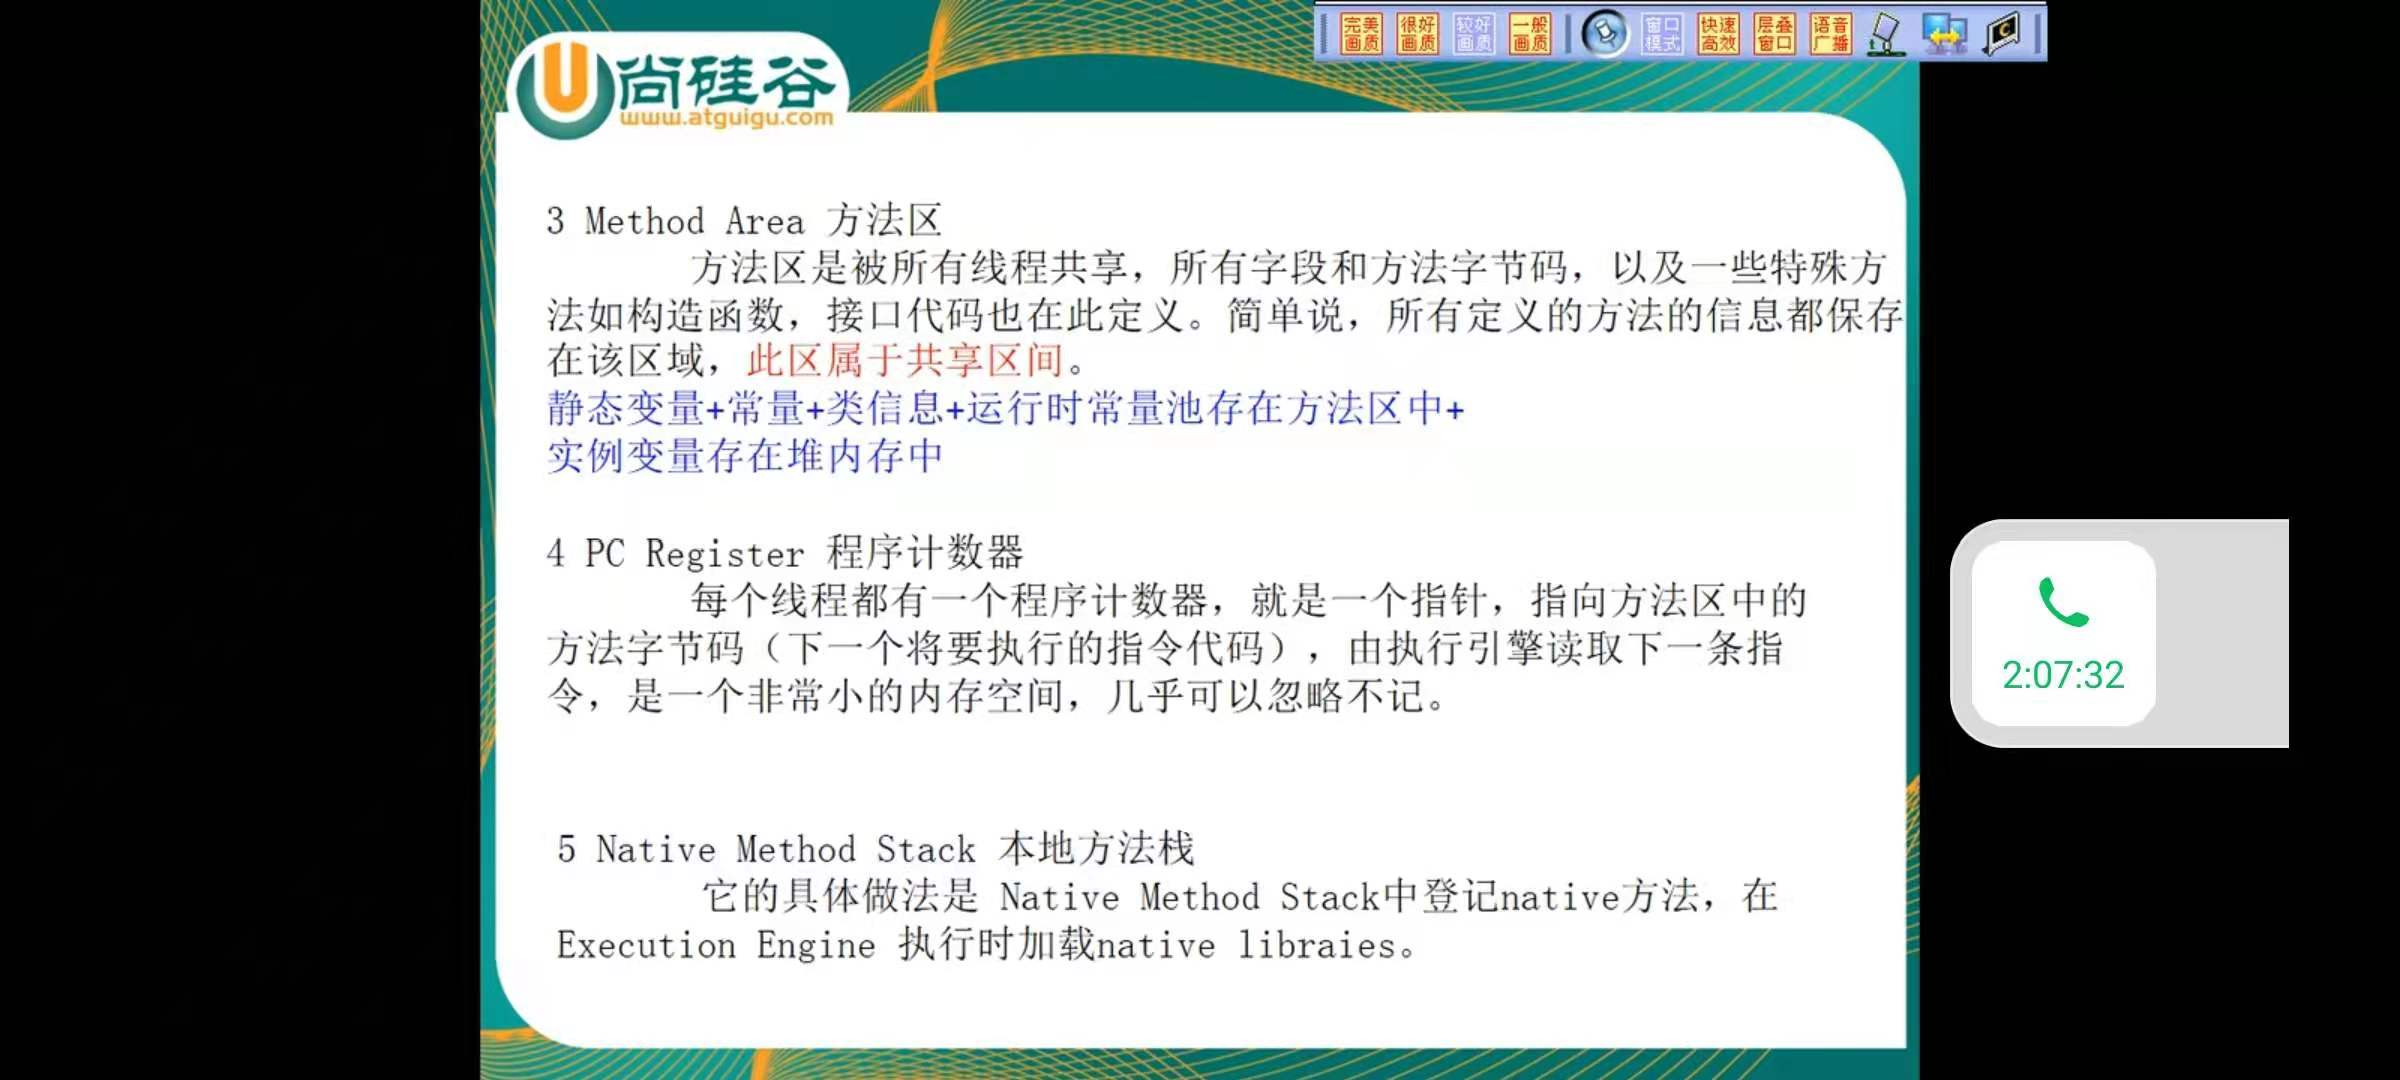 完美画质 很好画质 较好画质 一般画质 窗口模式 快速高效 层叠窗口 语音广播
尚硅谷
www.atguigu.com
3 Method Area 方法区
方法区是被所有线程共享，所有字段和方法字节码，以及一些特殊方
法如构造函数，接口代码也在此定义。简单说，所有定义的方法的信息都保存
在该区域，此区属于共享区间。
静态变量+常量+类信息+运行时常量池存在方法区中+
实例变量存在堆内存中
4 PC Register 程序计数器
每个线程都有一个程序计数器，就是一个指针，指向方法区中的
方法字节码（下一个将要执行的指令代码），由执行引擎读取下一条指
令，是一个非常小的内存空间，几乎可以忽略不记。
2:07:32
5 Native Method Stack 本地方法栈
它的具体做法是 Native Method Stack中登记native方法，在
Execution Engine 执行时加载native libraies。